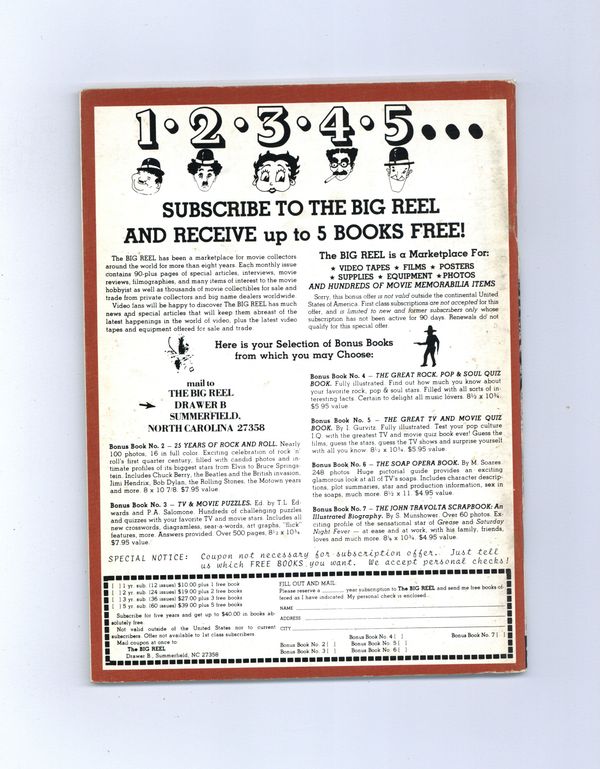 1•2•3•4•5•••
SUBSCRIBE TO THE BIG REEL
AND RECEIVE up to 5 BOOKS FREE!
The BIG REEL has been a marketplace for movie collectors
around the world for more than eight years. Each monthly issue
contains 90-plus pages of special articles, interviews, movie
reviews, filmographies, and many items of interest to the movie
hobbyist as well as thousands of movie collectibles for sale and
trade from private collectors and big name dealers worldwide.
Video fans will be happy to discover The BIG REEL has much
news and special articles that will keep them abreast of the
latest happenings in the world of video, plus the latest video
tapes and equipment offered for sale and trade.
The BIG REEL is a Marketplace For:
★ VIDEO TAPES ★ FILMS ★ POSTERS
★ SUPPLIES ★ EQUIPMENT ★PHOTOS
AND HUNDREDS OF MOVIE MEMORABILIA ITEMS
Sorry, this bonus offer is not valid outside the continental United
States of America. First class subscriptions are not accepted for this
offer, and is limited to new and former subscribers only whose
subscription has not been active for 90 days. Renewals do not
qualify for this special offer.
Here is your Selection of Bonus Books
from which you may Choose:
mail to
THE BIG REEL
DRAWER B
SUMMERFIELD,
NORTH CAROLINA 27358
Bonus Book No. 2 – 25 YEARS OF ROCK AND ROLL. Nearly
100 photos, 16 in full color. Exciting celebration of rock 'n'
roll's first quarter century, filled with candid photos and in-
timate profiles of its biggest stars from Elvis to Bruce Springs-
tein. Includes Chuck Berry, the Beatles and the British invasion,
Jimi Hendrix, Bob Dylan, the Rolling Stones, the Motown years
and more. 8 x 10 7/8. $7.95 value.
Bonus Book No. 3 – TV & MOVIE PUZZLES. Ed. by T.L. Ed-
wards and P.A. Salomone. Hundreds of challenging puzzles
and quizzes with your favorite TV and movie stars. Includes all
new crosswords, diagramless, sear-a-words, art graphs, "flick"
features, more. Answers provided. Over 500 pages, 8½ x 10¾.
$7.95 value.
Bonus Book No. 4 – THE GREAT ROCK, POP & SOUL QUIZ
BOOK. Fully illustrated. Find out how much you know about
your favorite rock, pop & soul stars. Filled with all sorts of in-
teresting facts. Certain to delight all music lovers. 8½ x 10¾.
$5.95 value.
Bonus Book No. 5 – THE GREAT TV AND MOVIE QUIZ
BOOK. By I. Gurvitz. Fully illustrated. Test your pop culture
I.Q. with the greatest TV and movie quiz book ever! Guess the
films, guess the stars, guess the TV shows and surprise yourself
with all you know. 8½ x 10¾. $5.95 value.
Bonus Book No. 6 – THE SOAP OPERA BOOK. By M. Soares.
248 photos. Huge pictorial guide provides an exciting
glamorous look at all of TV's soaps. Includes character descrip-
tions, plot summaries, star and production information, sex in
the soaps, much more. 8½ x 11. $4.95 value.
Bonus Book No. 7 – THE JOHN TRAVOLTA SCRAPBOOK: An
Illustrated Biography. By S. Munshower. Over 60 photos. Ex-
citing profile of the sensational star of Grease and Saturday
Night Fever – at ease and at work, with his family, friends,
loves and much more. $4.95 value.
SPECIAL NOTICE: Coupon not necessary for subscription offer. Just tell
us which FREE BOOKS you want. We accept personal checks!
[ ] 1 yr. sub. (12 issues) $10.00 plus 1 free book
[ ] 2 yr. sub. (24 issues) $19.00 plus 2 free books
[ ] 3 yr. sub. (36 issues) $27.00 plus 3 free books
[ ] 5 yr. sub. (60 issues) $39.00 plus 5 free books
Subscribe for five years and get up to $40.00 in books ab-
solutely free.
Not valid outside of the United States nor to current
subscribers. Offer not available to 1st class subscribers.
Mail coupon at once to:
The BIG REEL
Drawer B, Summerfield, NC 27358
FILL OUT AND MAIL
Please reserve a ______ year subscription to The BIG REEL and send me free books of-
fered as I have indicated. My personal check is enclosed.
NAME
ADDRESS
CITY
Bonus Book No. 2 [ ]
Bonus Book No. 3 [ ]
Bonus Book No. 4 [ ]
Bonus Book No. 5 [ ]
Bonus Book No. 6 [ ]
Bonus Book No. 7 [ ]